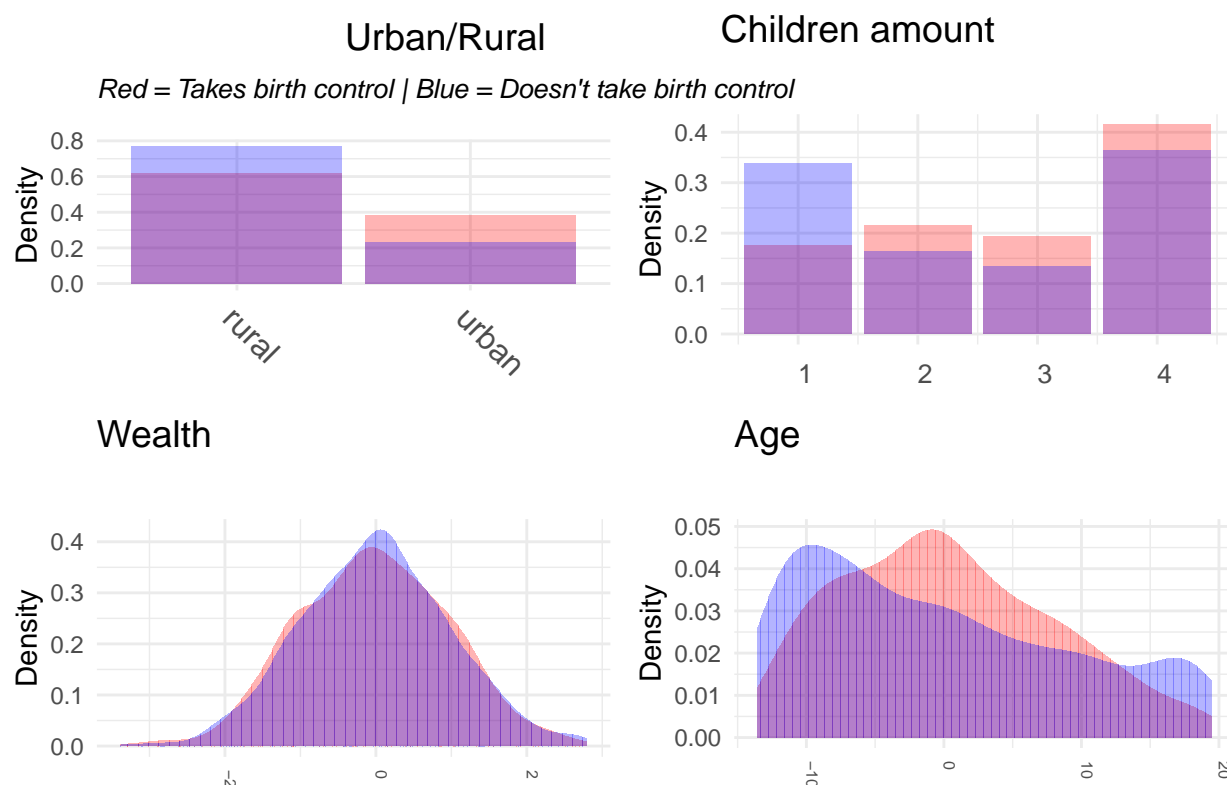 Urban/Rural
Red = Takes birth control | Blue = Doesn't take birth control
Density
0.8
0.6
0.4
0.2
0.0
rural
urban
Children amount
Density
0.4
0.3
0.2
0.1
0.0
1 2 3 4
Wealth
Density
0.4
0.3
0.2
0.1
0.0
-2 0 2
Age
Density
0.05
0.04
0.03
0.02
0.01
0.00
-10 0 10 20